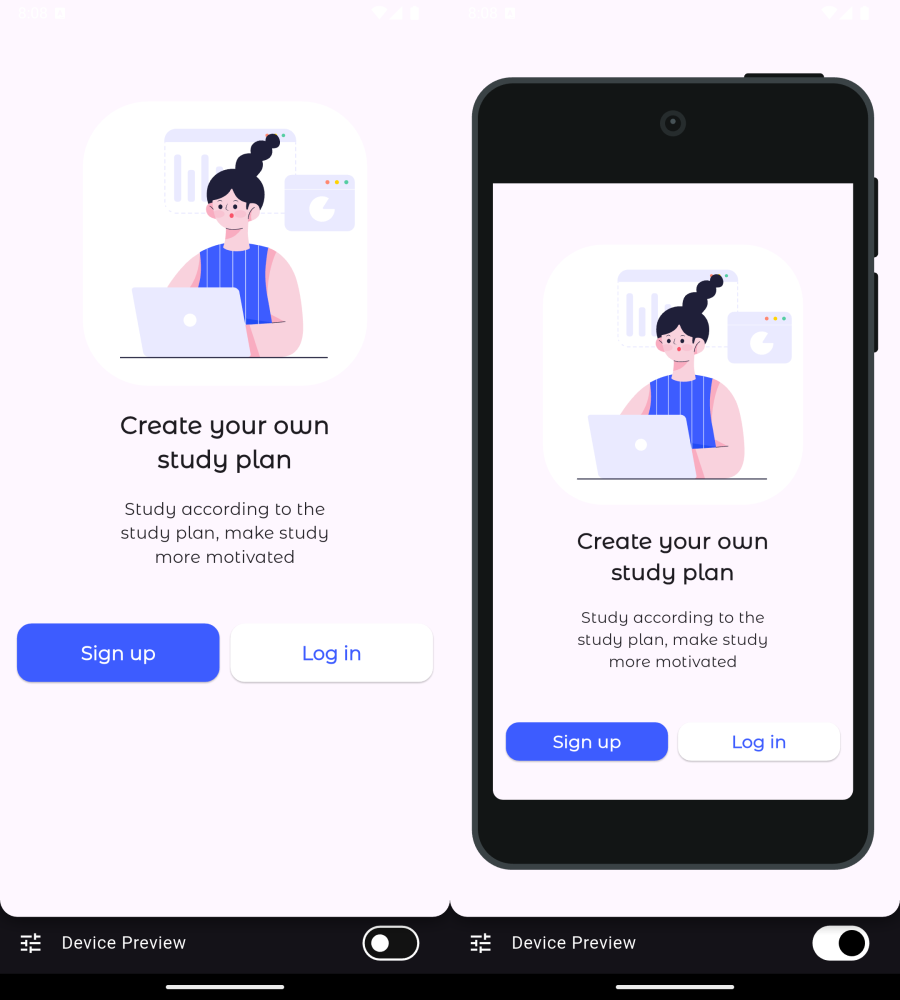 Create your own
study plan
Study according to the
study plan, make study
more motivated
Sign up
Log in
Device Preview
Create your own
study plan
Study according to the
study plan, make study
more motivated
Sign up
Log in
Device Preview